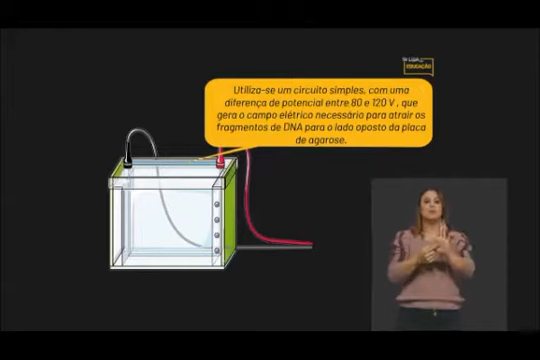 EDUCAÇÃO
Utiliza-se um circuito simples, com uma
diferença de potencial entre 80 e 120 V , que
gera o campo elétrico necessário para atrair os
fragmentos de DNA para o lado oposto da placa
de agarose.